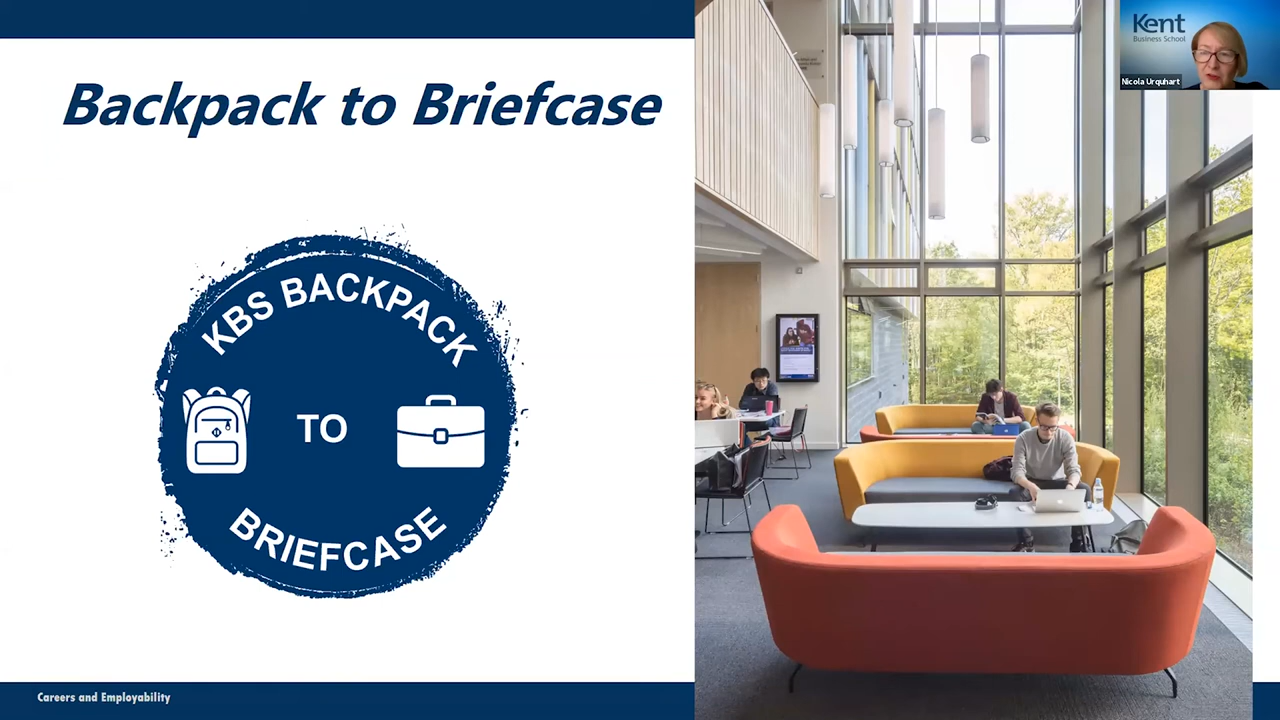 Backpack to Briefcase
KBS BACKPACK
TO
BRIEFCASE
Careers and Employability
Kent
Business School
Nicola Urquhart